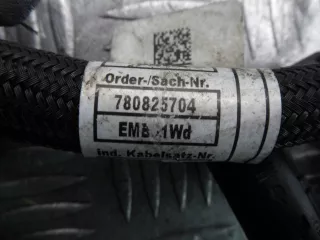 Order-/Sach-Nr.
780825704
ind. Kabelsatz-Nr.